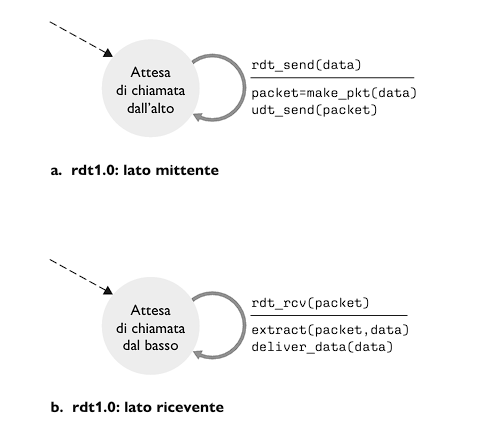 Attesa
di chiamata
dall'alto
rdt_send(data)
packet=make_pkt(data)
udt_send(packet)
a. rdt1.0: lato mittente
Attesa
di chiamata
dal basso
rdt_rcv(packet)
extract(packet,data)
deliver_data(data)
b. rdt1.0: lato ricevente